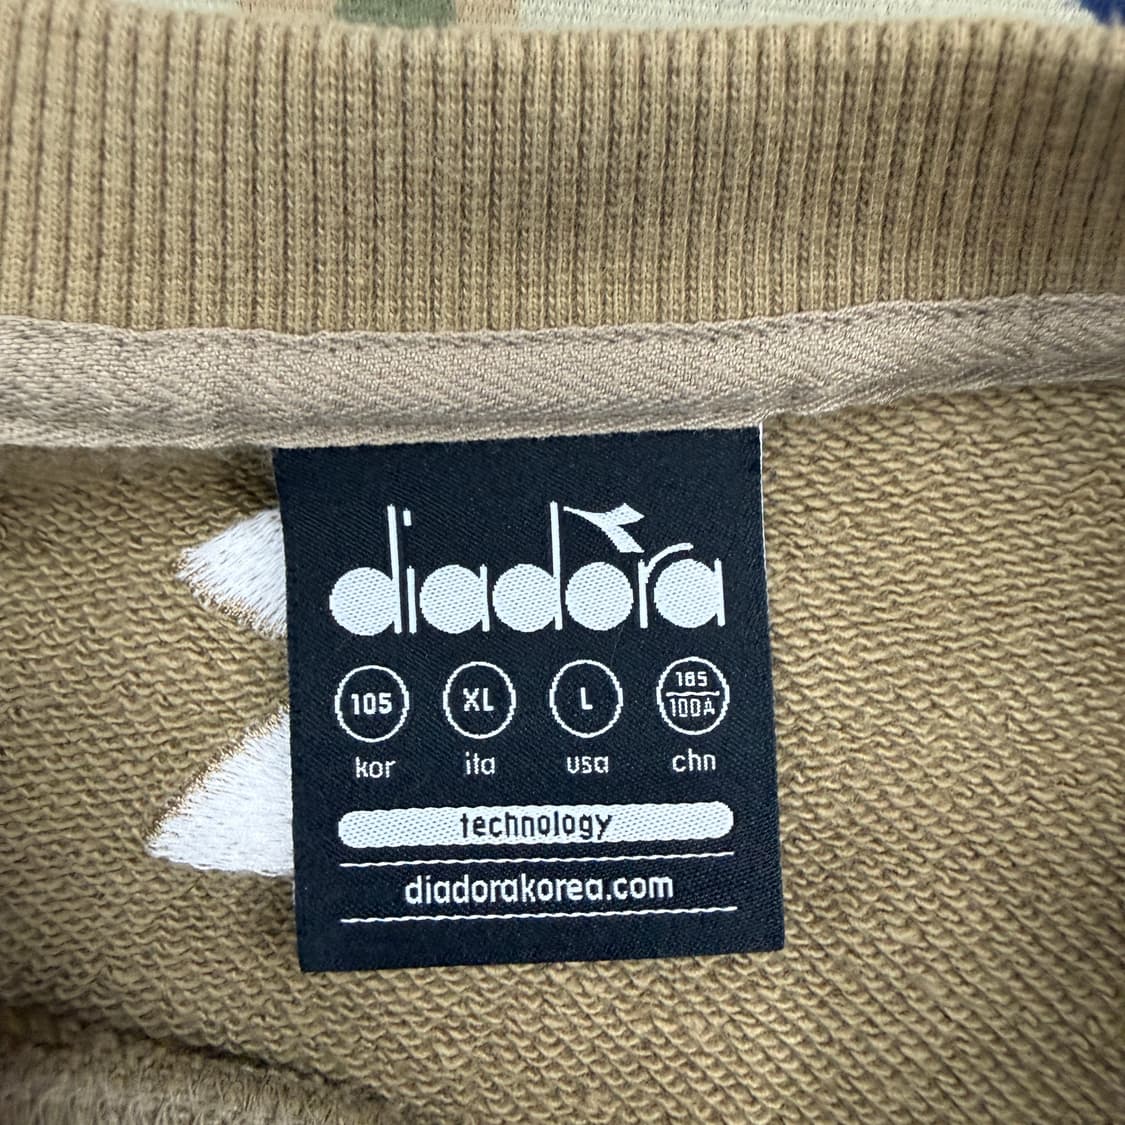 diadora
105 XL L 185
100A
kor ita usa chn
technology
diadorakorea.com